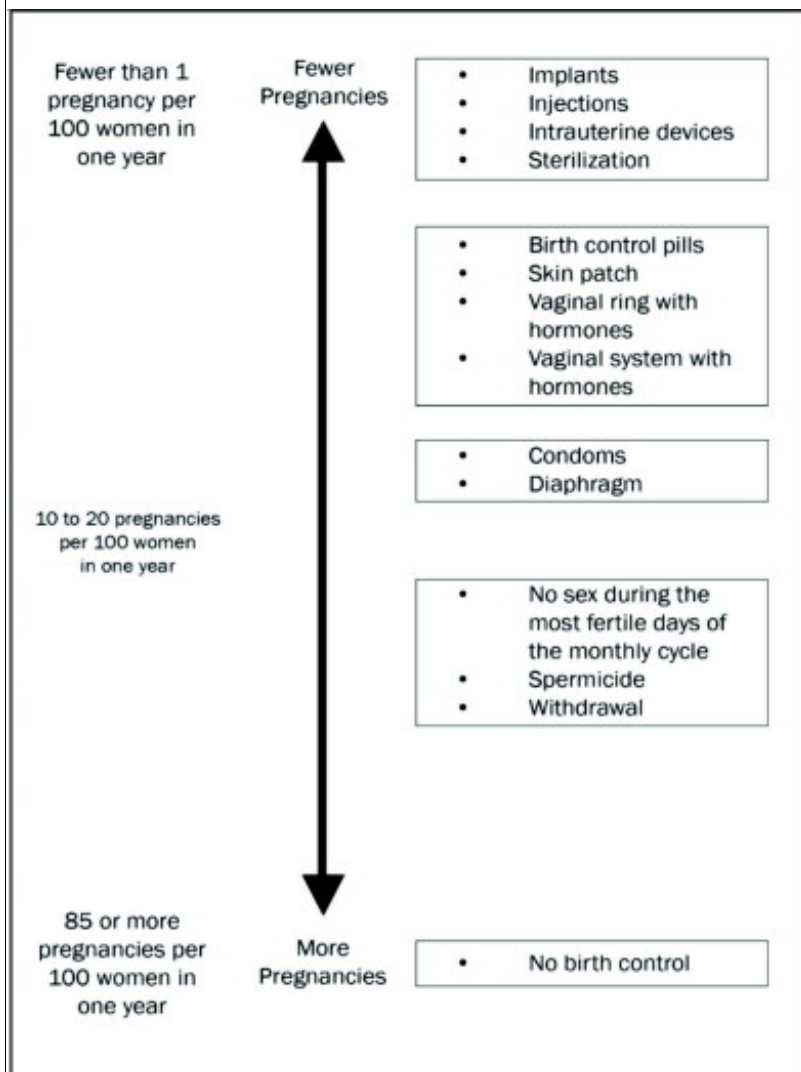 Fewer than 1
pregnancy per
100 women in
one year
Fewer
Pregnancies
• Implants
• Injections
• Intrauterine devices
• Sterilization
• Birth control pills
• Skin patch
• Vaginal ring with
hormones
• Vaginal system with
hormones
• Condoms
• Diaphragm
10 to 20 pregnancies
per 100 women
in one year
• No sex during the
most fertile days of
the monthly cycle
• Spermicide
• Withdrawal
85 or more
pregnancies per
100 women in
one year
More
Pregnancies
• No birth control